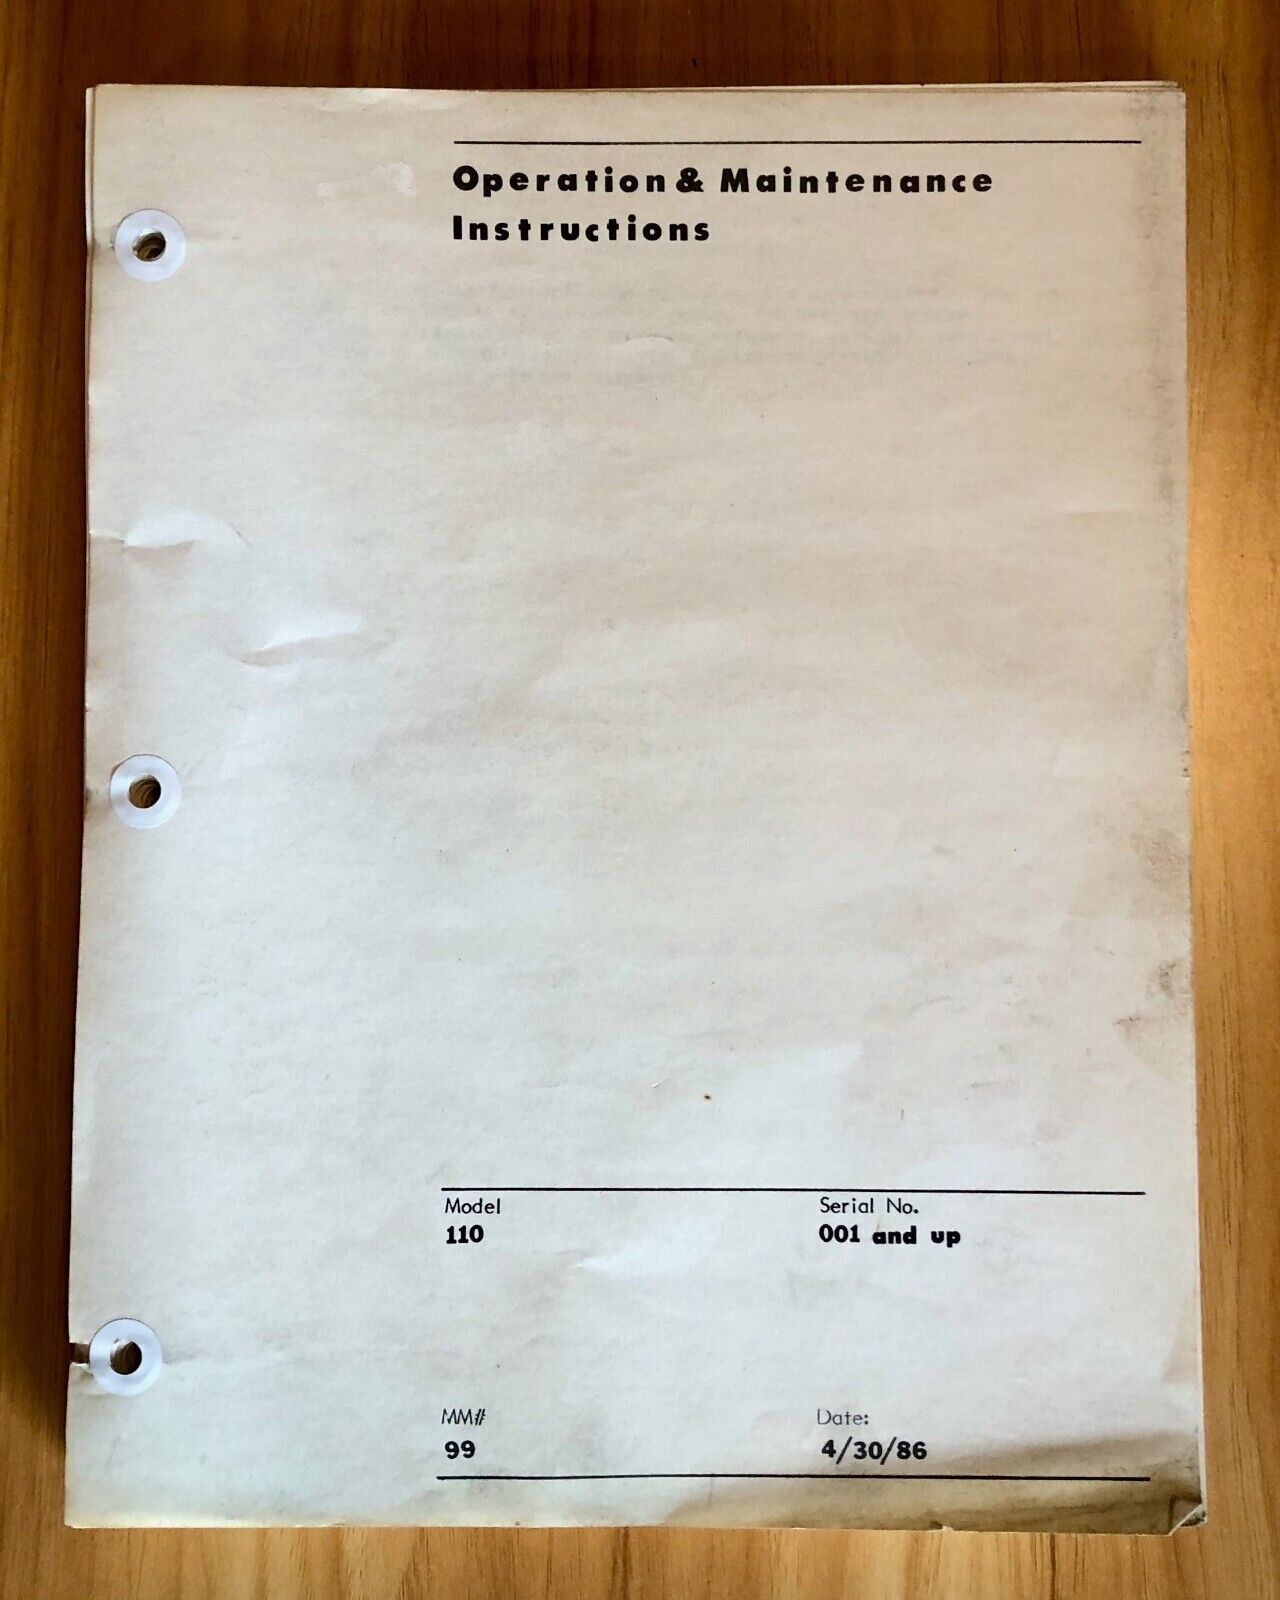 Operation & Maintenance
Instructions
Model
110
Serial No.
001 and up
MM#
99
Date:
4/30/86